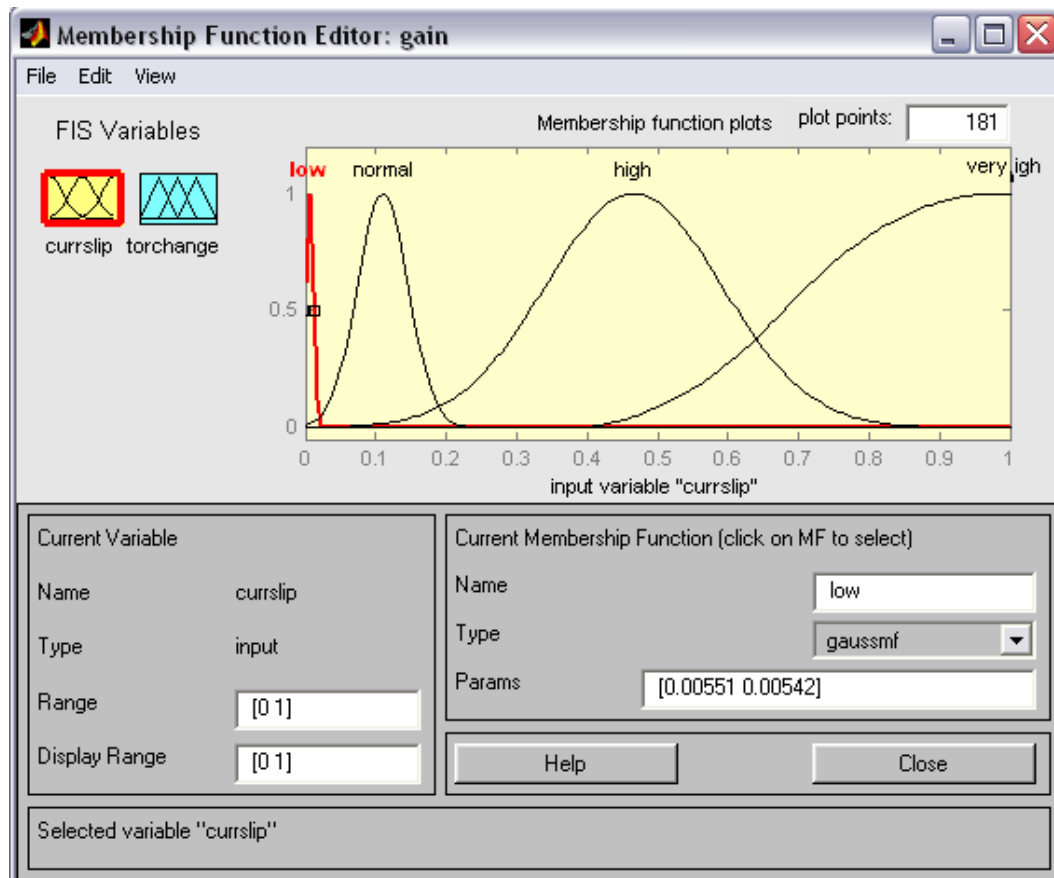 Membership Function Editor: gain
File Edit View
FIS Variables
Membership function plots plot points: 181
low normal high very igh
currslip torchange
1
0.5
0
0 0.1 0.2 0.3 0.4 0.5 0.6 0.7 0.8 0.9 1
input variable "currslip"
Current Variable
Name currslip
Type input
Range [0 1]
Display Range [0 1]
Current Membership Function (click on MF to select)
Name low
Type gaussmf
Params [0.00551 0.00542]
Help Close
Selected variable "currslip"